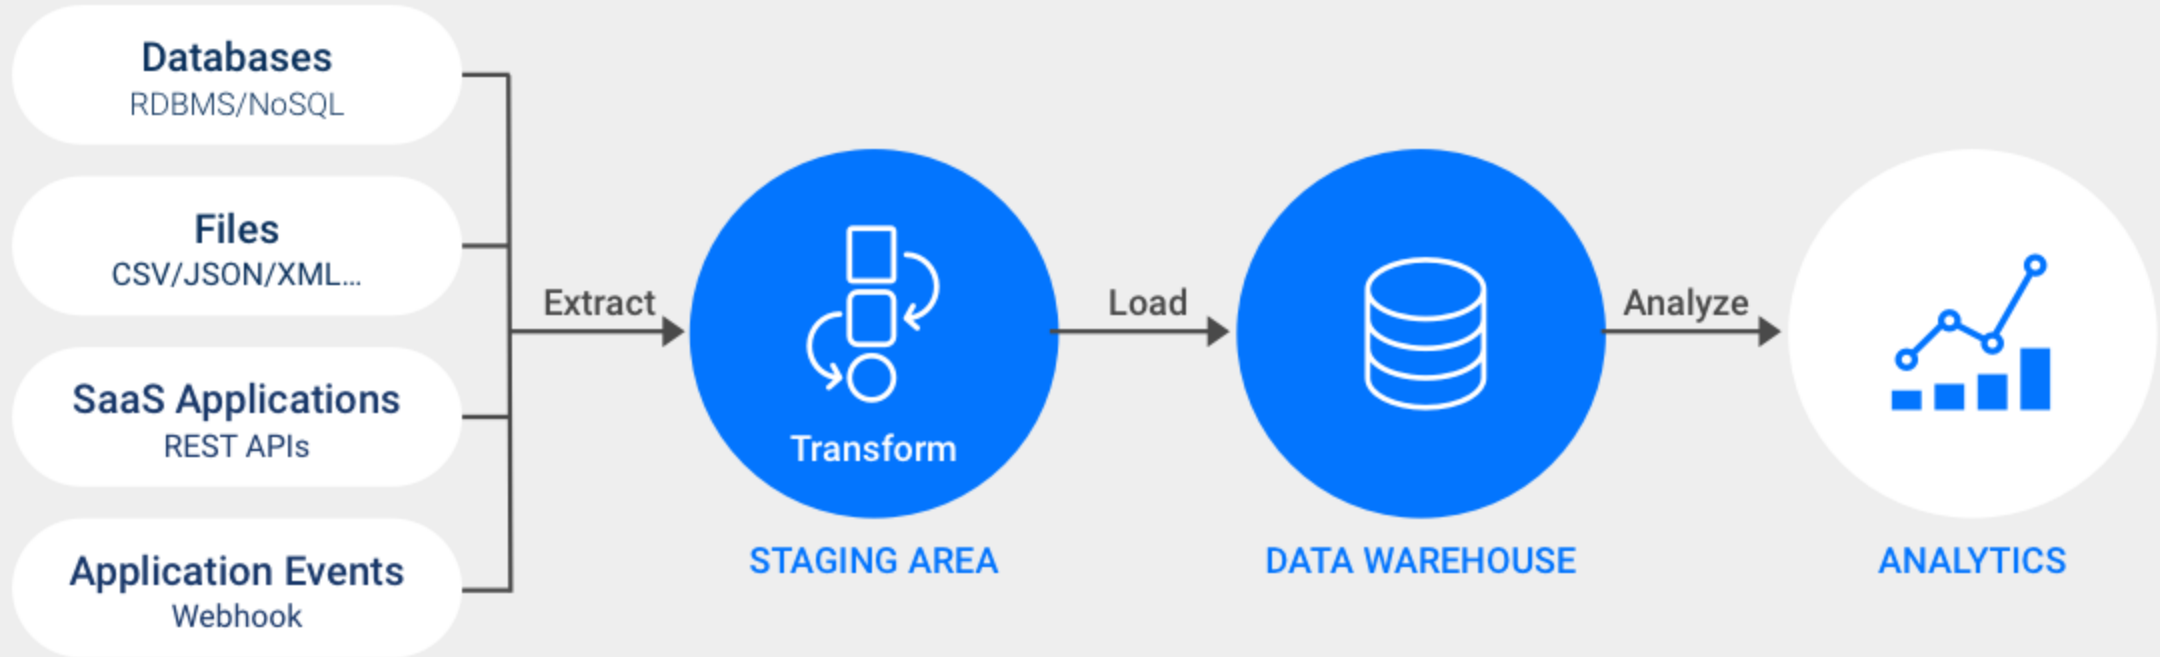 Databases
RDBMS/NoSQL
Files
CSV/JSON/XML...
SaaS Applications
REST APIs
Application Events
Webhook
Extract
Transform
STAGING AREA
Load
DATA WAREHOUSE
Analyze
ANALYTICS